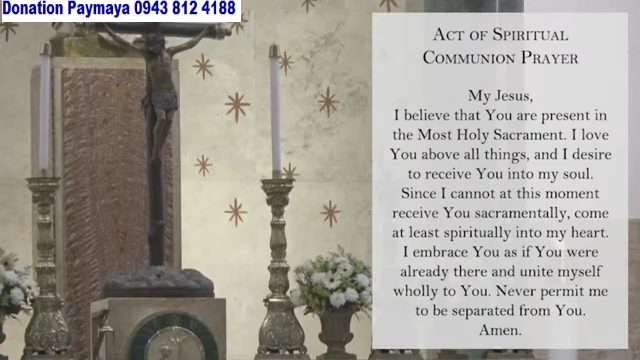 Donation Paymaya 0943 812 4188
Act of Spiritual
Communion Prayer
My Jesus,
I believe that You are present in
the Most Holy Sacrament. I love
You above all things, and I desire
to receive You into my soul.
Since I cannot at this moment
receive You sacramentally, come
at least spiritually into my heart.
I embrace You as if You were
already there and unite myself
wholly to You. Never permit me
to be separated from You.
Amen.